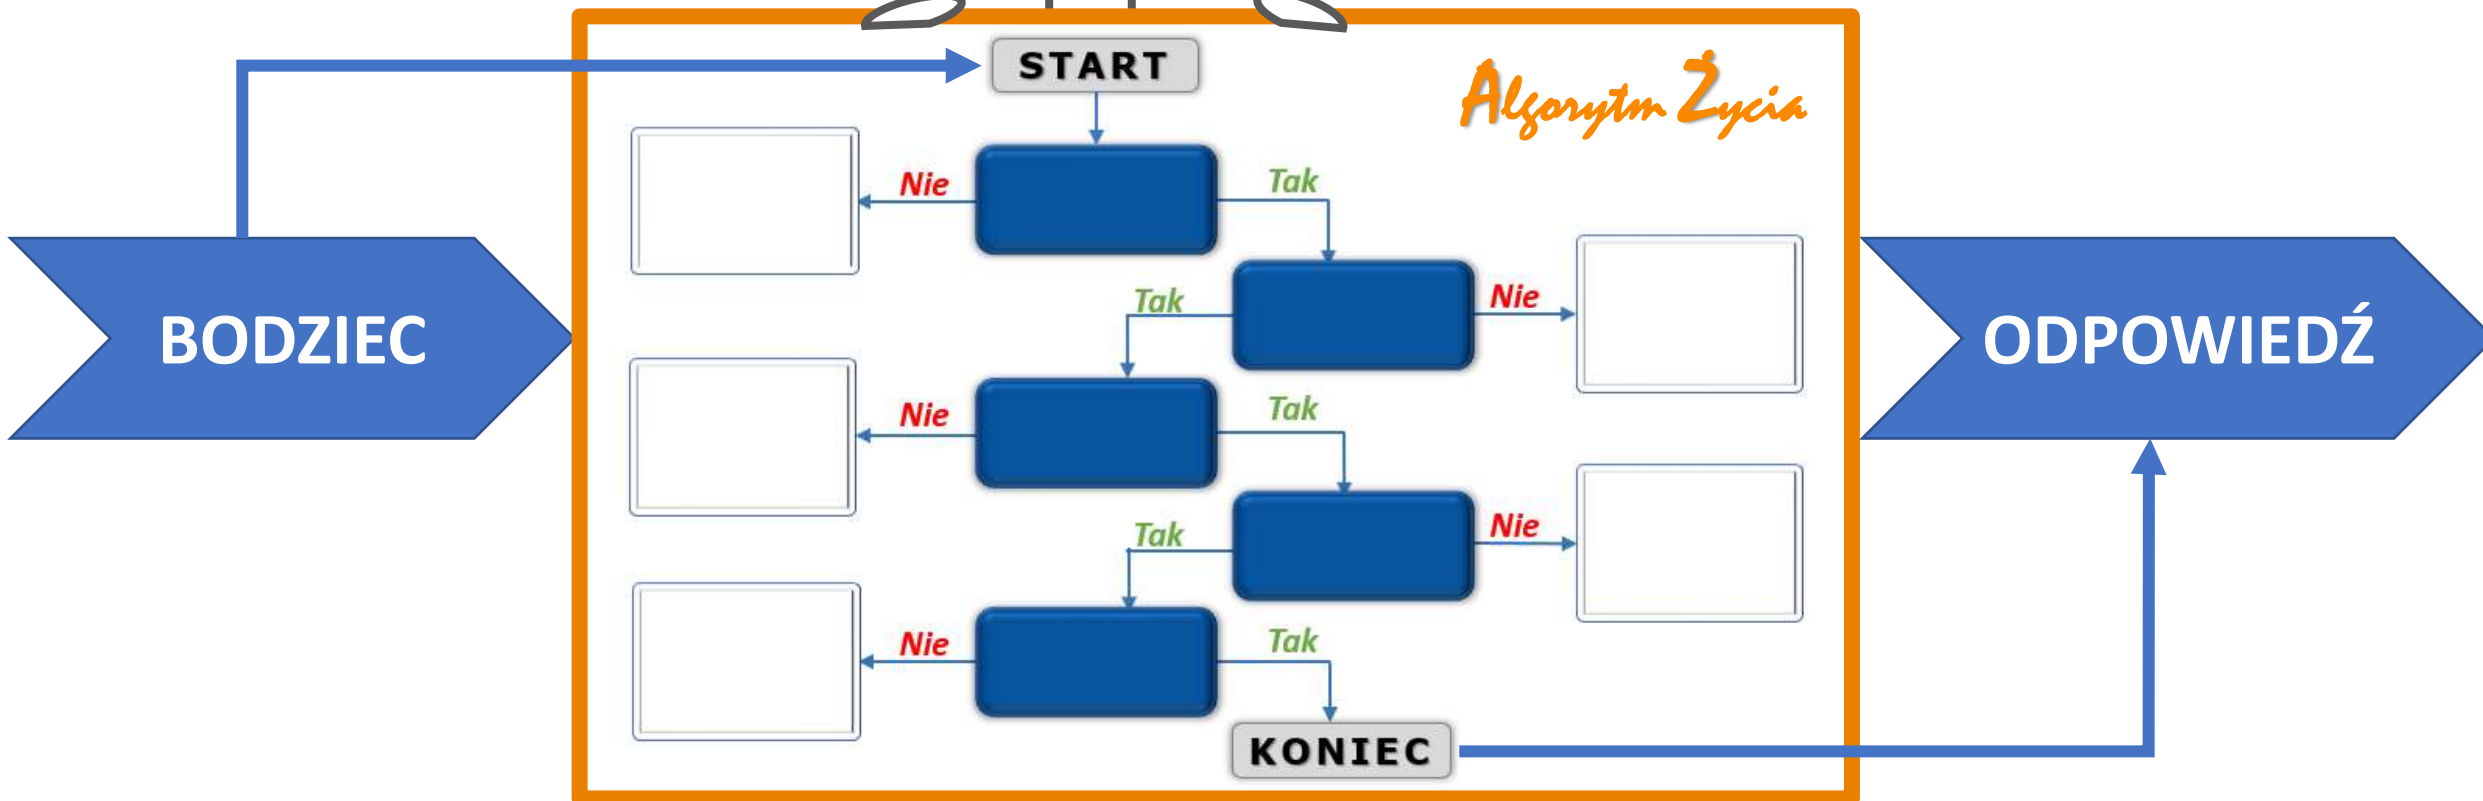 START
Algorytm Życia
Nie
Tak
Tak
Nie
BODZIEC
ODPOWIEDŹ
Nie
Tak
Tak
Nie
Nie
Tak
KONIEC